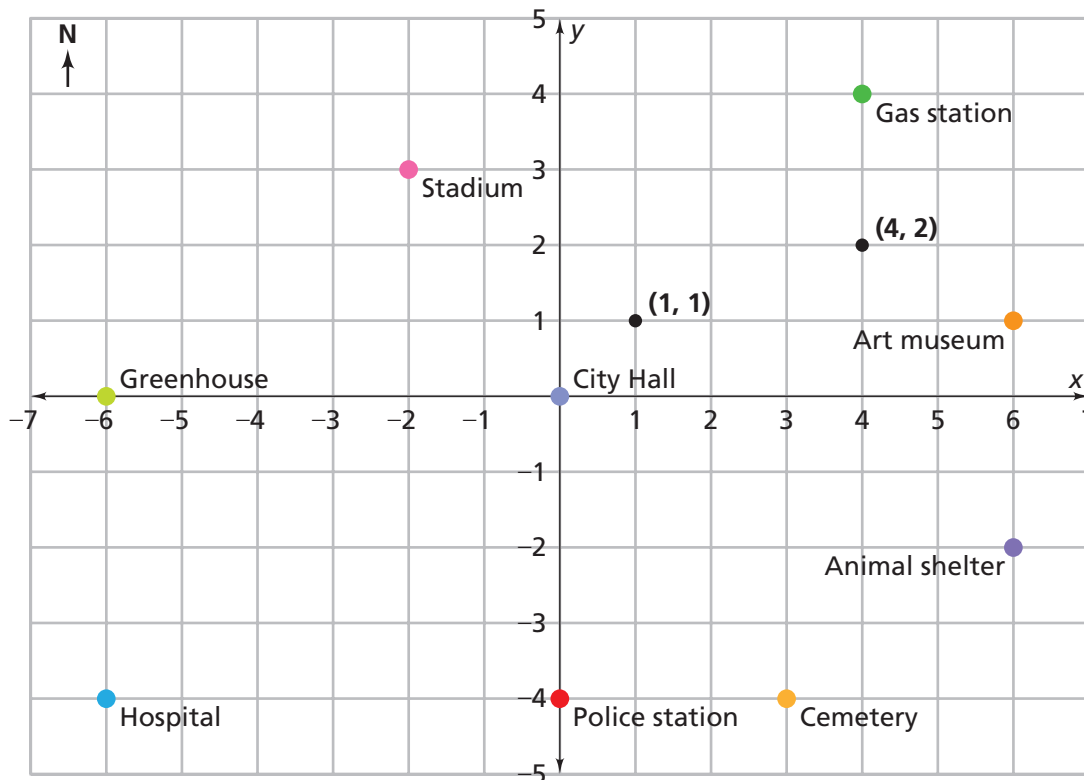 5
y
N
4
Gas station
3
Stadium
(4, 2)
2
(1, 1)
1
Art museum
Greenhouse
City Hall
x
−7 −6 −5 −4 −3 −2 −1 1 2 3 4 5 6
−1
−2
Animal shelter
−3
−4
Hospital
Police station
Cemetery
−5